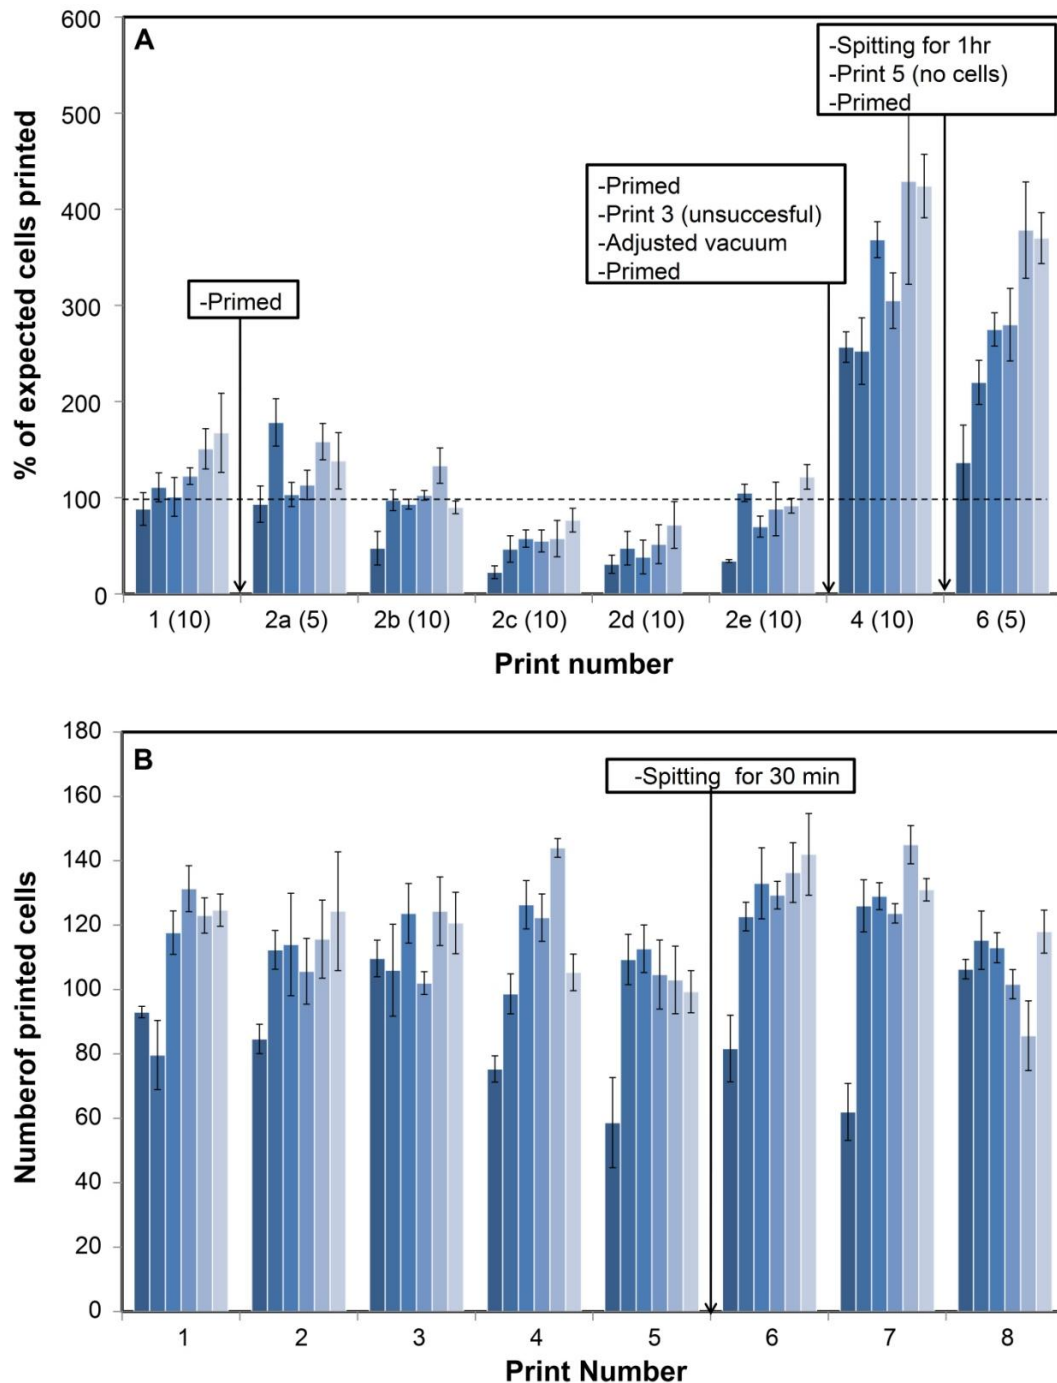 A
600
500
400
300
200
100
0
% of expected cells printed
-Primed
-Primed
-Print 3 (unsuccesful)
-Adjusted vacuum
-Primed
-Spitting for 1hr
-Print 5 (no cells)
-Primed
1 (10) 2a (5) 2b (10) 2c (10) 2d (10) 2e (10) 4 (10) 6 (5)
Print number
B
180
160
140
120
100
80
60
40
20
0
Numberof printed cells
-Spitting for 30 min
1 2 3 4 5 6 7 8
Print Number